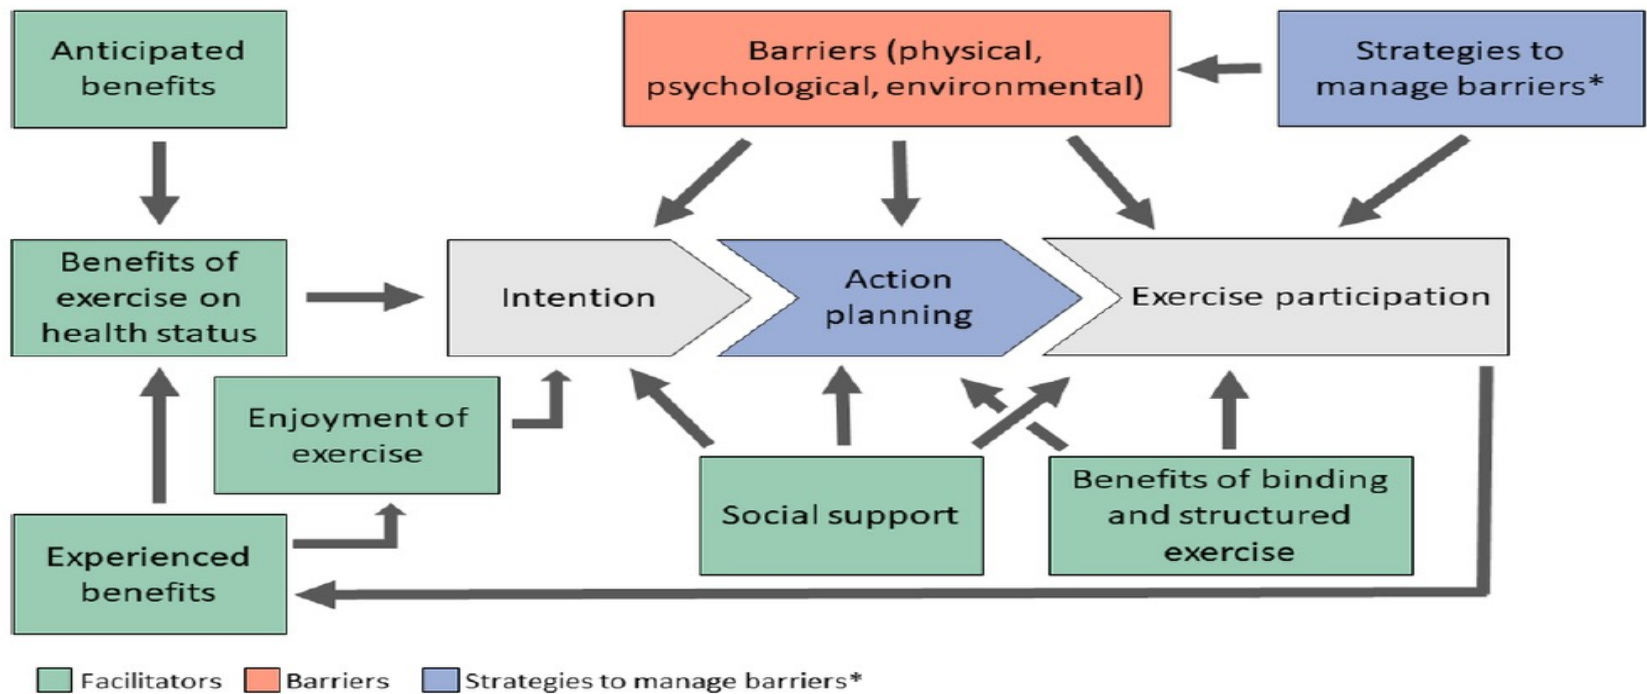 Anticipated
benefits
Barriers (physical,
psychological, environmental)
Strategies to
manage barriers*
Benefits of
exercise on
health status
Intention
Action
planning
Exercise participation
Enjoyment of
exercise
Social support
Benefits of binding
and structured
exercise
Experienced
benefits
Facilitators
Barriers
Strategies to manage barriers*